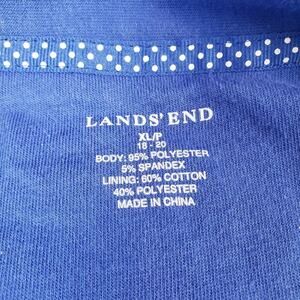 LANDS' END
XL/P
18 - 20
BODY: 95% POLYESTER
5% SPANDEX
LINING: 60% COTTON
40% POLYESTER
MADE IN CHINA